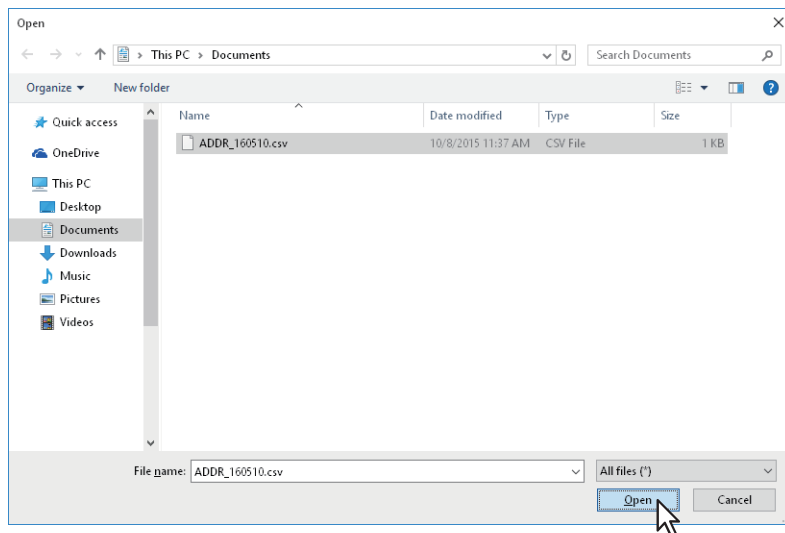 Open
This PC > Documents
Search Documents
Organize
New folder
Name
Date modified
Type
Size
Quick access
ADDR_160510.csv
10/8/2015 11:37 AM
CSV File
1 KB
OneDrive
This PC
Desktop
Documents
Downloads
Music
Pictures
Videos
File name:
ADDR_160510.csv
All files (*)
Open
Cancel